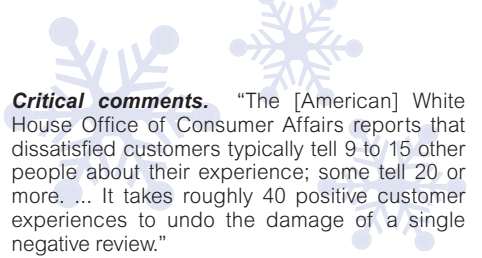 Critical comments. “The [American] White
House Office of Consumer Affairs reports that
dissatisfied customers typically tell 9 to 15 other
people about their experience; some tell 20 or
more. ... It takes roughly 40 positive customer
experiences to undo the damage of a single
negative review.”